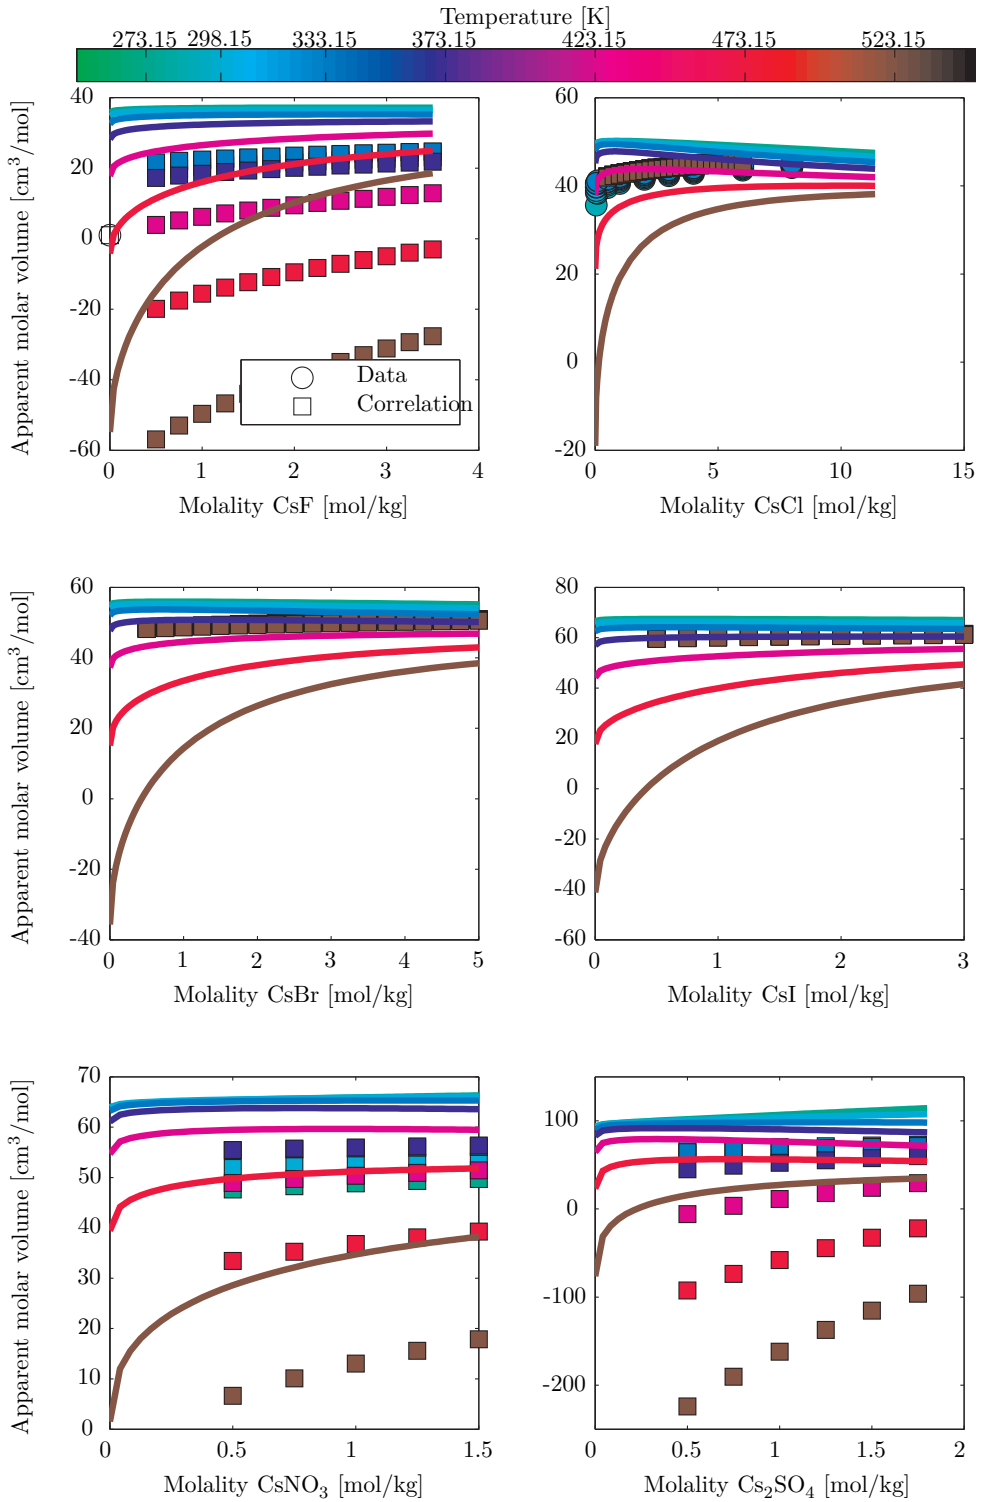 Temperature [K]
273.15 298.15 333.15 373.15 423.15 473.15 523.15
Apparent molar volume [cm³/mol]
40
20
0
-20
-40
-60
0 1 2 3 4
Molality CsF [mol/kg]
Data
Correlation
60
40
20
0
-20
0 5 10 15
Molality CsCl [mol/kg]
Apparent molar volume [cm³/mol]
60
40
20
0
-20
-40
0 1 2 3 4 5
Molality CsBr [mol/kg]
80
60
40
20
0
-20
-40
-60
0 1 2 3
Molality CsI [mol/kg]
Apparent molar volume [cm³/mol]
70
60
50
40
30
20
10
0
0 0.5 1 1.5
Molality CsNO₃ [mol/kg]
100
0
-100
-200
0 0.5 1 1.5 2
Molality Cs₂SO₄ [mol/kg]